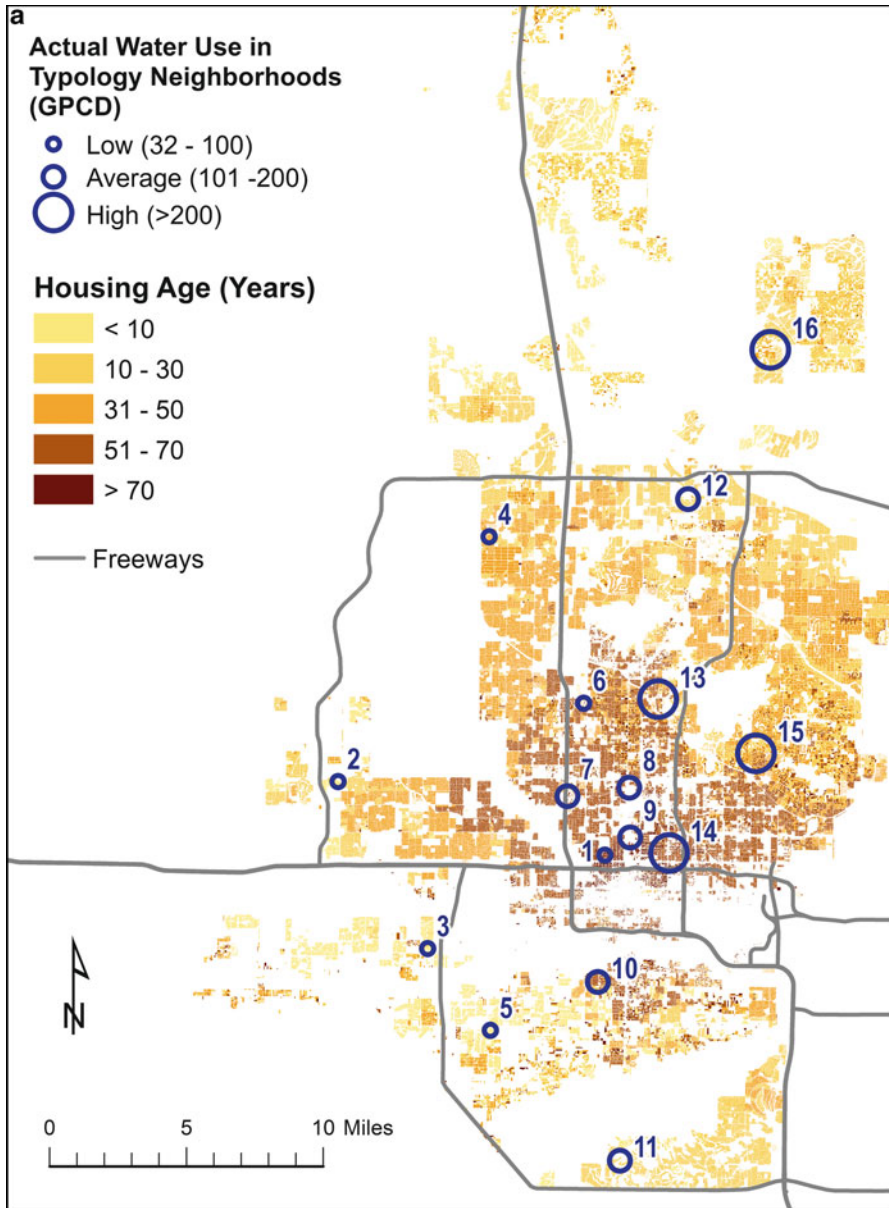 a
Actual Water Use in
Typology Neighborhoods
(GPCD)
Low (32 - 100)
Average (101 -200)
High (>200)
Housing Age (Years)
< 10
10 - 30
31 - 50
51 - 70
> 70
Freeways
16
12
4
13
6
15
2
8
7
9
14
1
3
10
5
N
0 5 10 Miles
11